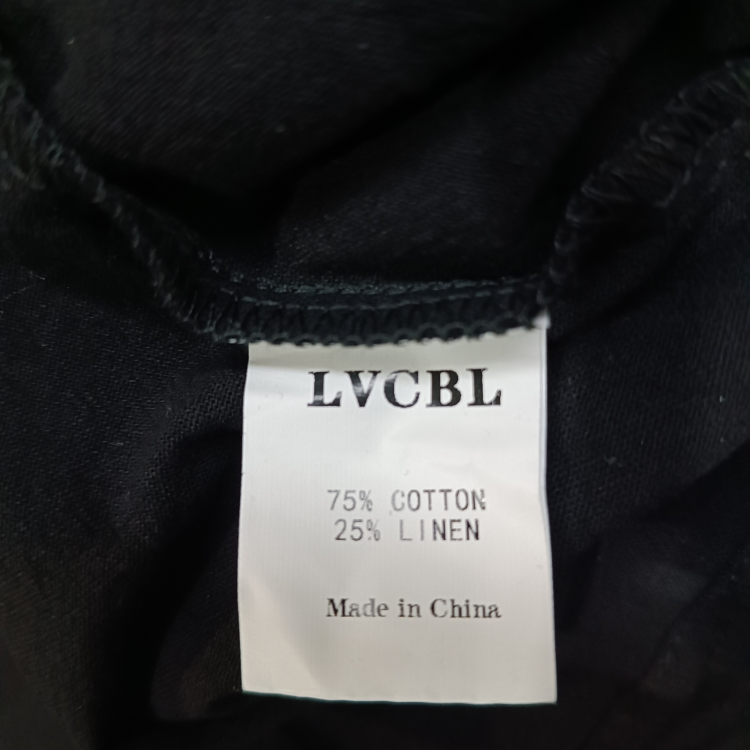 LVCBL
75% COTTON
25% LINEN
Made in China